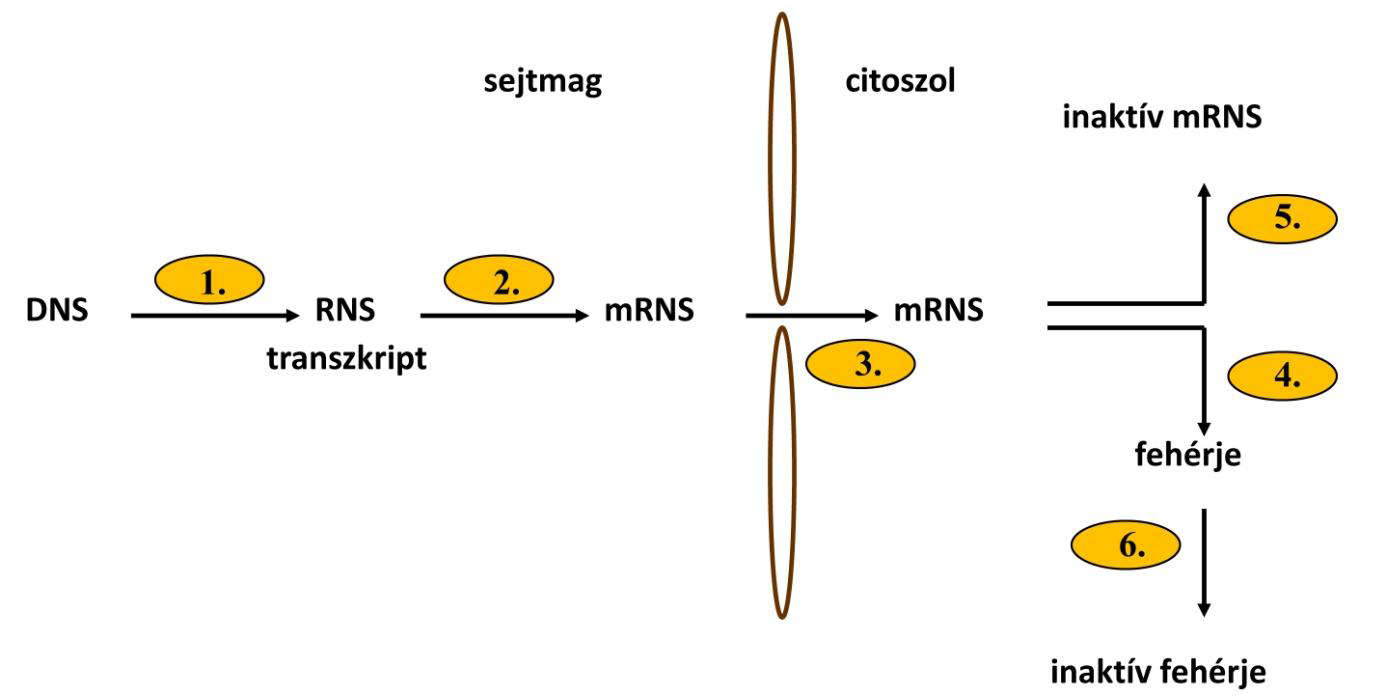 sejtmag
citoszol
inaktív mRNS
5.
1.
2.
DNS
RNS
mRNS
mRNS
transzkript
3.
4.
fehérje
6.
inaktív fehérje